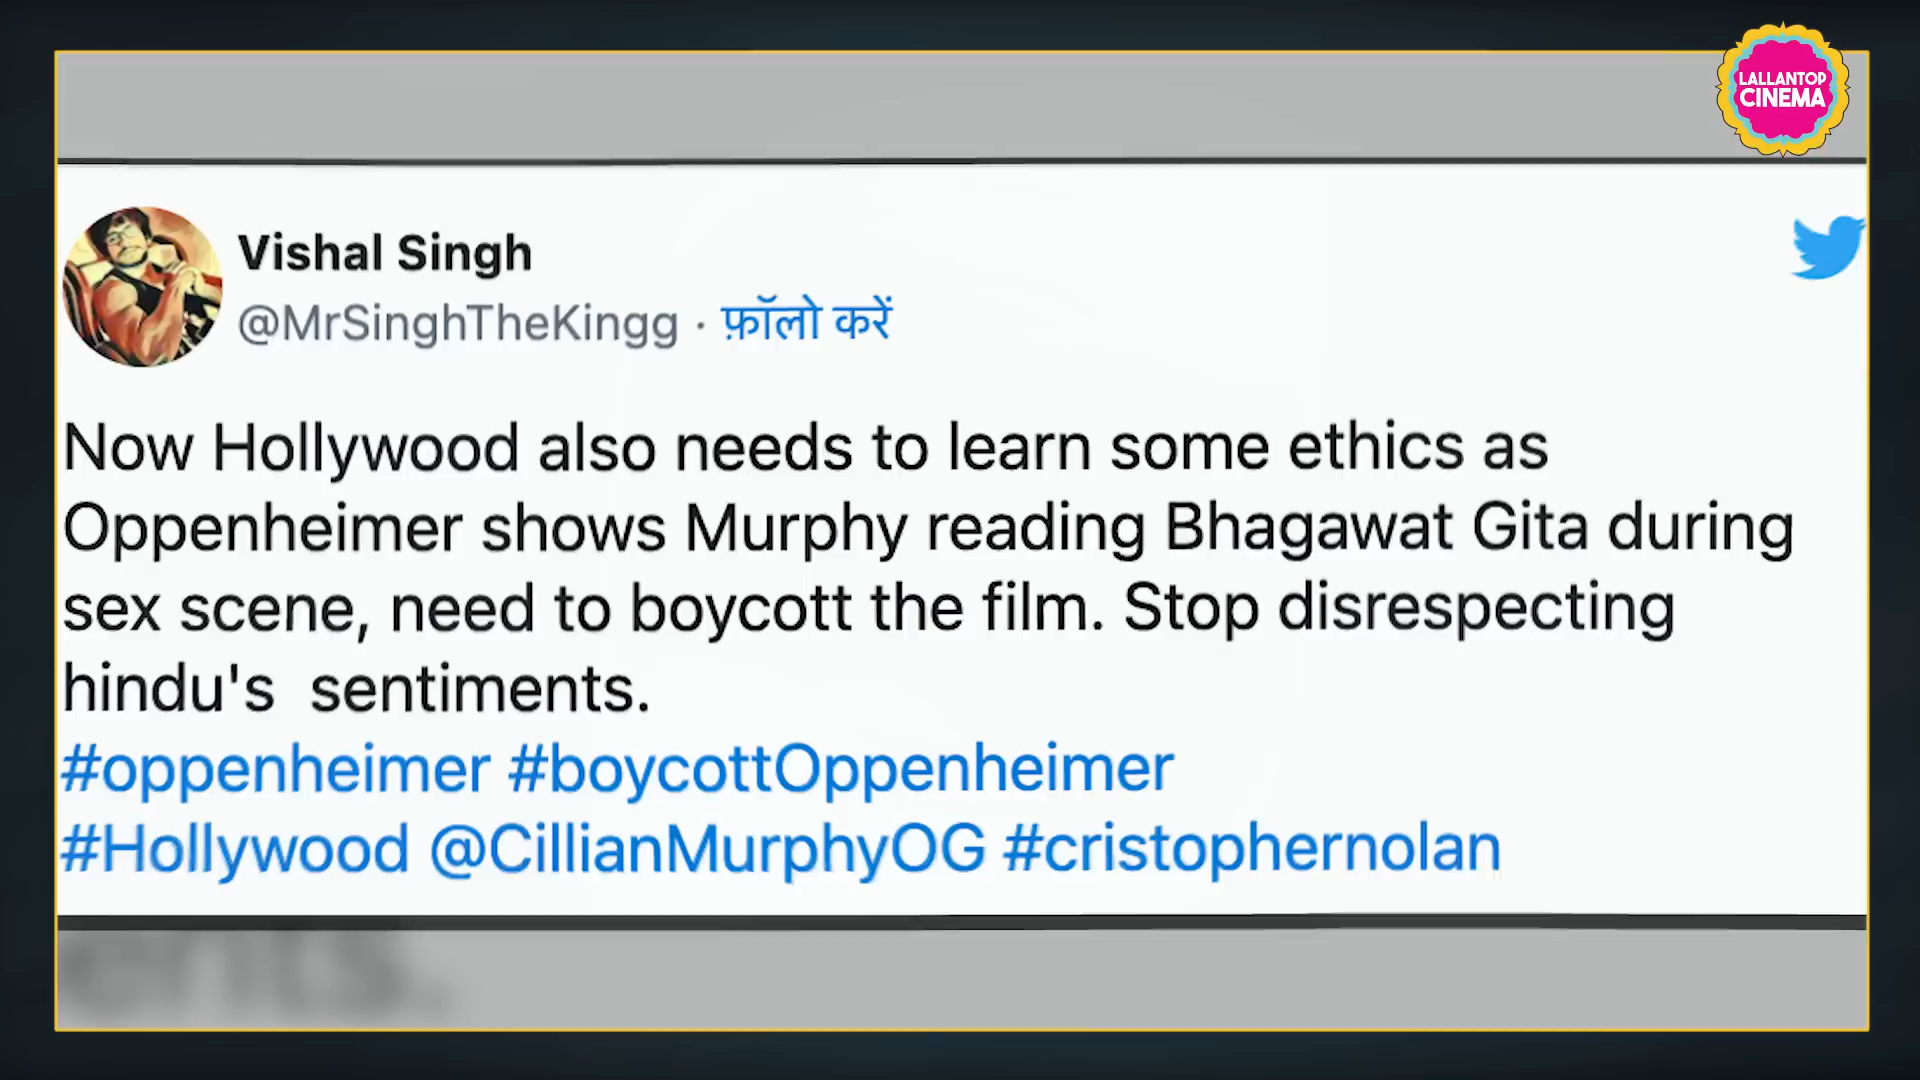 LALLANTOP
CINEMA
Vishal Singh
@MrSinghTheKingg · फ़ॉलो करें
Now Hollywood also needs to learn some ethics as
Oppenheimer shows Murphy reading Bhagawat Gita during
sex scene, need to boycott the film. Stop disrespecting
hindu's  sentiments.
#oppenheimer #boycottOppenheimer
#Hollywood @CillianMurphyOG #cristophernolan
ents.